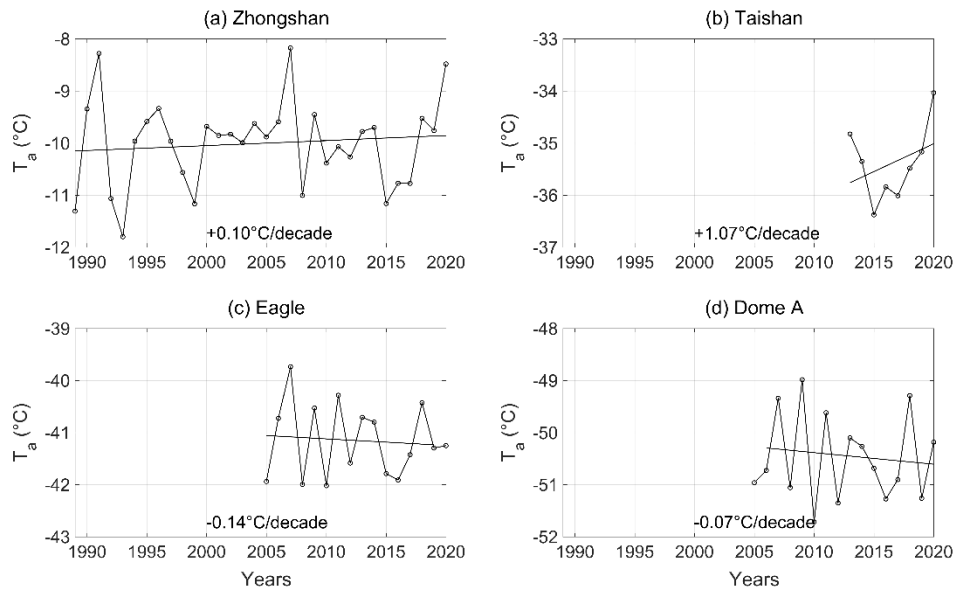 (a) Zhongshan
-8
-9
-10
-11
-12
Ta (°C)
+0.10°C/decade
1990 1995 2000 2005 2010 2015 2020
(b) Taishan
-33
-34
-35
-36
-37
Ta (°C)
+1.07°C/decade
1990 1995 2000 2005 2010 2015 2020
(c) Eagle
-39
-40
-41
-42
-43
Ta (°C)
-0.14°C/decade
1990 1995 2000 2005 2010 2015 2020
Years
(d) Dome A
-48
-49
-50
-51
-52
Ta (°C)
-0.07°C/decade
1990 1995 2000 2005 2010 2015 2020
Years